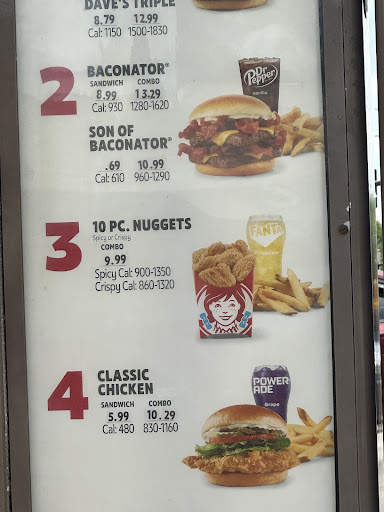 DAVE'S TRIPLE
8.79 12.99
Cal: 1150 1500-1830
2
BACONATOR®
SANDWICH COMBO
8.99 13.29
Cal: 930 1280-1620
Dr Pepper
vanilla
SON OF
BACONATOR®
.69 10.99
Cal: 610 960-1290
3
10 PC. NUGGETS
Spicy or Crispy
COMBO
9.99
Spicy Cal: 900-1350
Crispy Cal: 860-1320
FANTA
4
CLASSIC
CHICKEN
SANDWICH COMBO
5.99 10.29
Cal: 480 830-1160
POWER
ADE
Grape